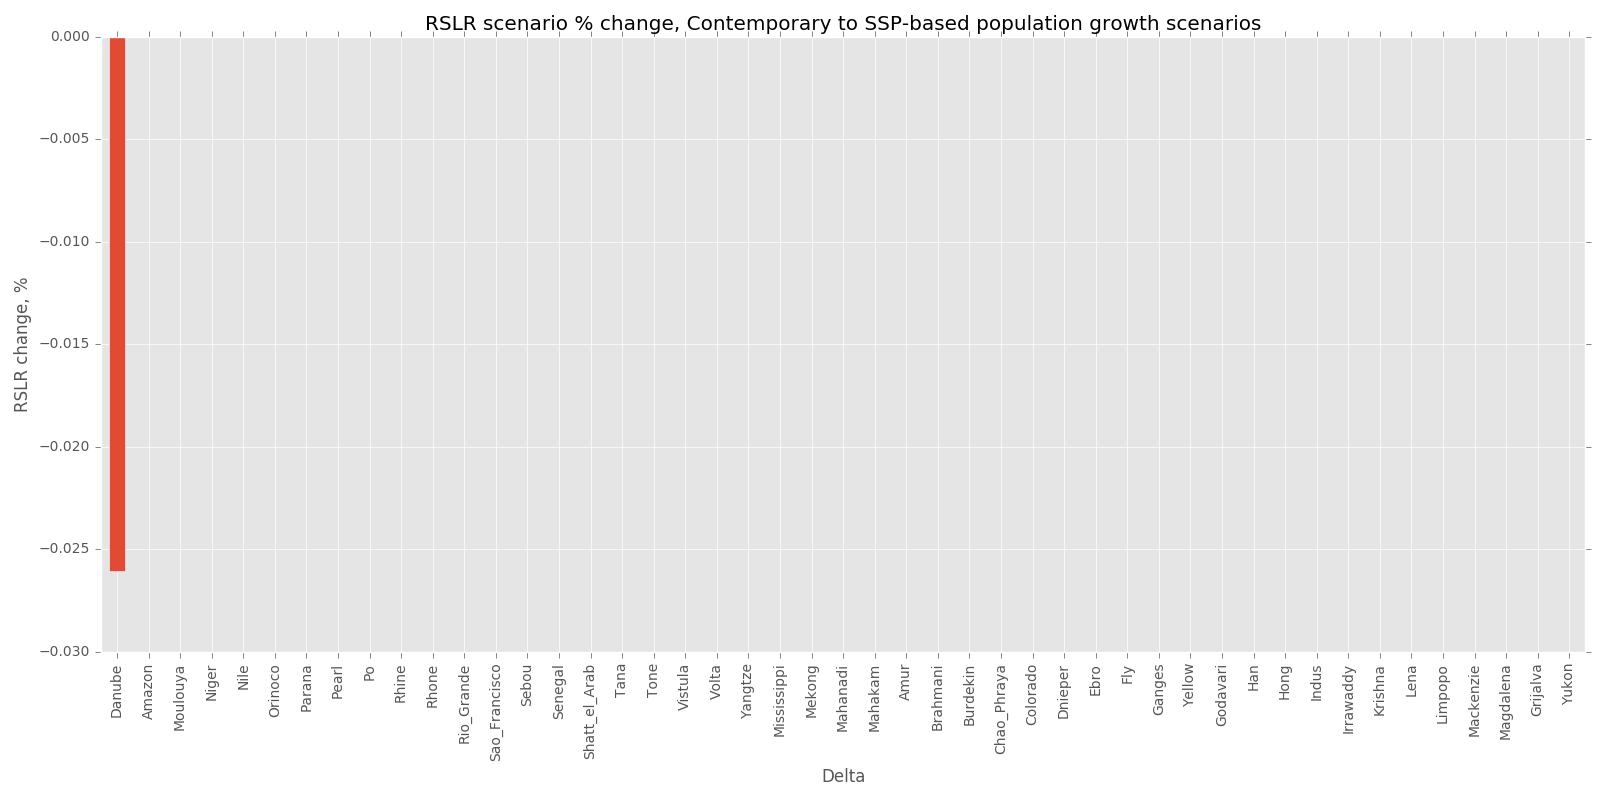 RSLR scenario % change, Contemporary to SSP-based population growth scenarios
0.000
−0.005
−0.010
−0.015
−0.020
−0.025
−0.030
RSLR change, %
Danube
Amazon
Moulouya
Niger
Nile
Orinoco
Parana
Pearl
Po
Rhine
Rhone
Rio_Grande
Sao_Francisco
Sebou
Senegal
Shatt_el_Arab
Tana
Tone
Vistula
Volta
Yangtze
Mississippi
Mekong
Mahanadi
Mahakam
Amur
Brahmani
Burdekin
Chao_Phraya
Colorado
Dnieper
Ebro
Fly
Ganges
Yellow
Godavari
Han
Hong
Indus
Irrawaddy
Krishna
Lena
Limpopo
Mackenzie
Magdalena
Grijalva
Yukon
Delta